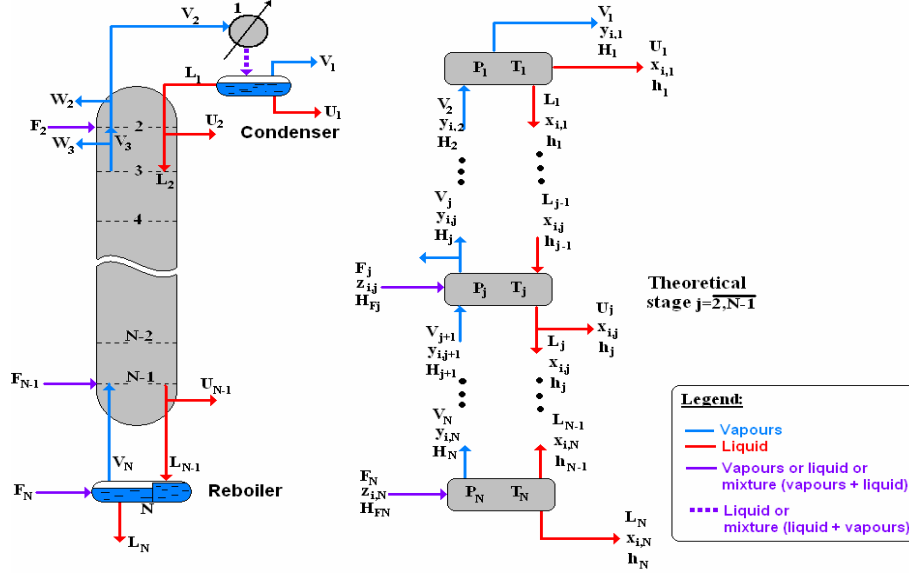 V2
1
V1
L1
U1
Condenser
W2
F2
2
U2
W3
V3
3
L2
4
N-2
N-1
FN-1
UN-1
VN
LN-1
FN
N
Reboiler
LN
V1
yi,1
H1
P1 T1
U1
xi,1
h1
V2
yi,2
H2
L1
xi,1
h1
Vj
yi,j
Hj
Lj-1
xi,j
hj-1
Fj
zi,j
HFj
Pj Tj
Theoretical
stage j=2,N-1
Uj
xi,j
hj
Vj+1
yi,j+1
Hj+1
Lj
xi,j
hj
VN
yi,N
HN
LN-1
xi,N
hN-1
FN
zi,N
HFN
PN TN
LN
xi,N
hN
Legend:
Vapours
Liquid
Vapours or liquid or
mixture (vapours + liquid)
Liquid or
mixture (liquid + vapours)